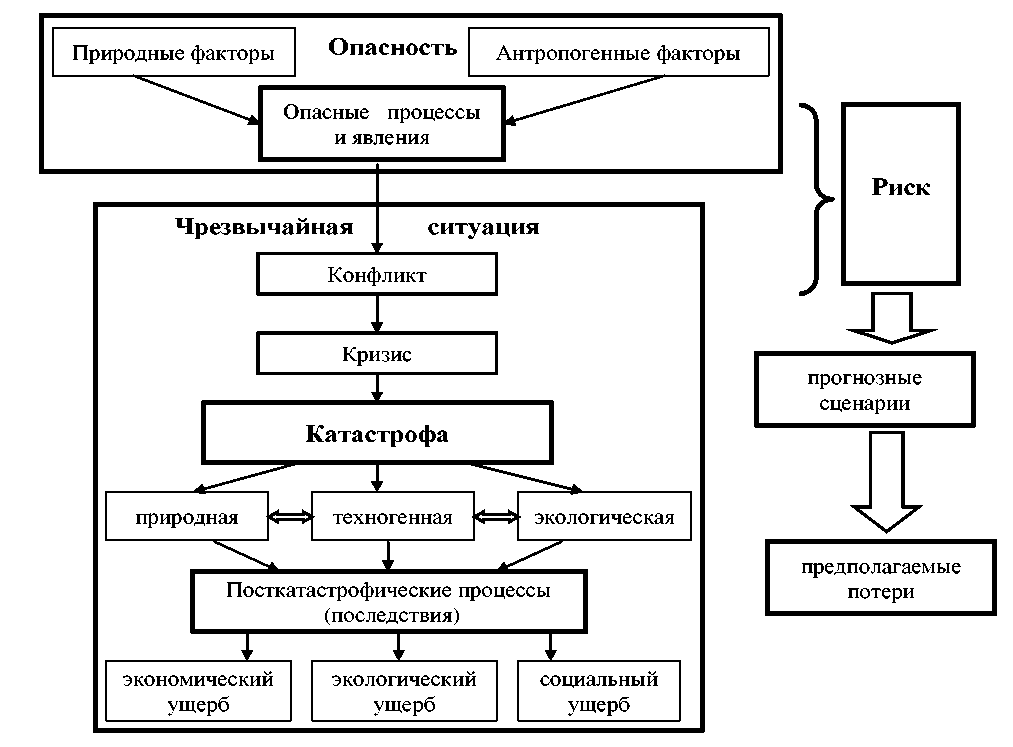 Опасность
Природные факторы
Антропогенные факторы
Опасные процессы
и явления
Чрезвычайная ситуация
Конфликт
Кризис
Катастрофа
природная
техногенная
экологическая
Посткатастрофические процессы
(последствия)
экономический
ущерб
экологический
ущерб
социальный
ущерб
Риск
прогнозные
сценарии
предполагаемые
потери